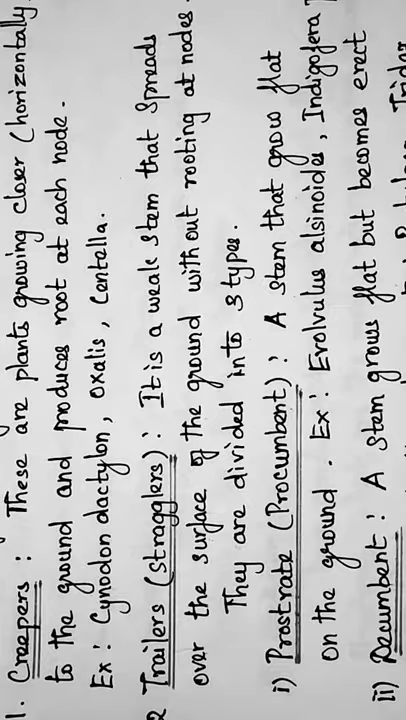 1. Creepers : These are plants growing closer (horizontally)
to the ground and produces root at each node.
Ex : Cynodon dactylon, Oxalis, Centella.
2 Trailers (Stragglers) : It is a weak stem that spreads
over the surface of the ground without rooting at nodes.
They are divided into 3 types.
i) Prostrate (Procumbent) : A stem that grow flat
on the ground. Ex : Evolvulus alsinoides, Indigofera
ii) Decumbent : A stem grows flat but becomes erect